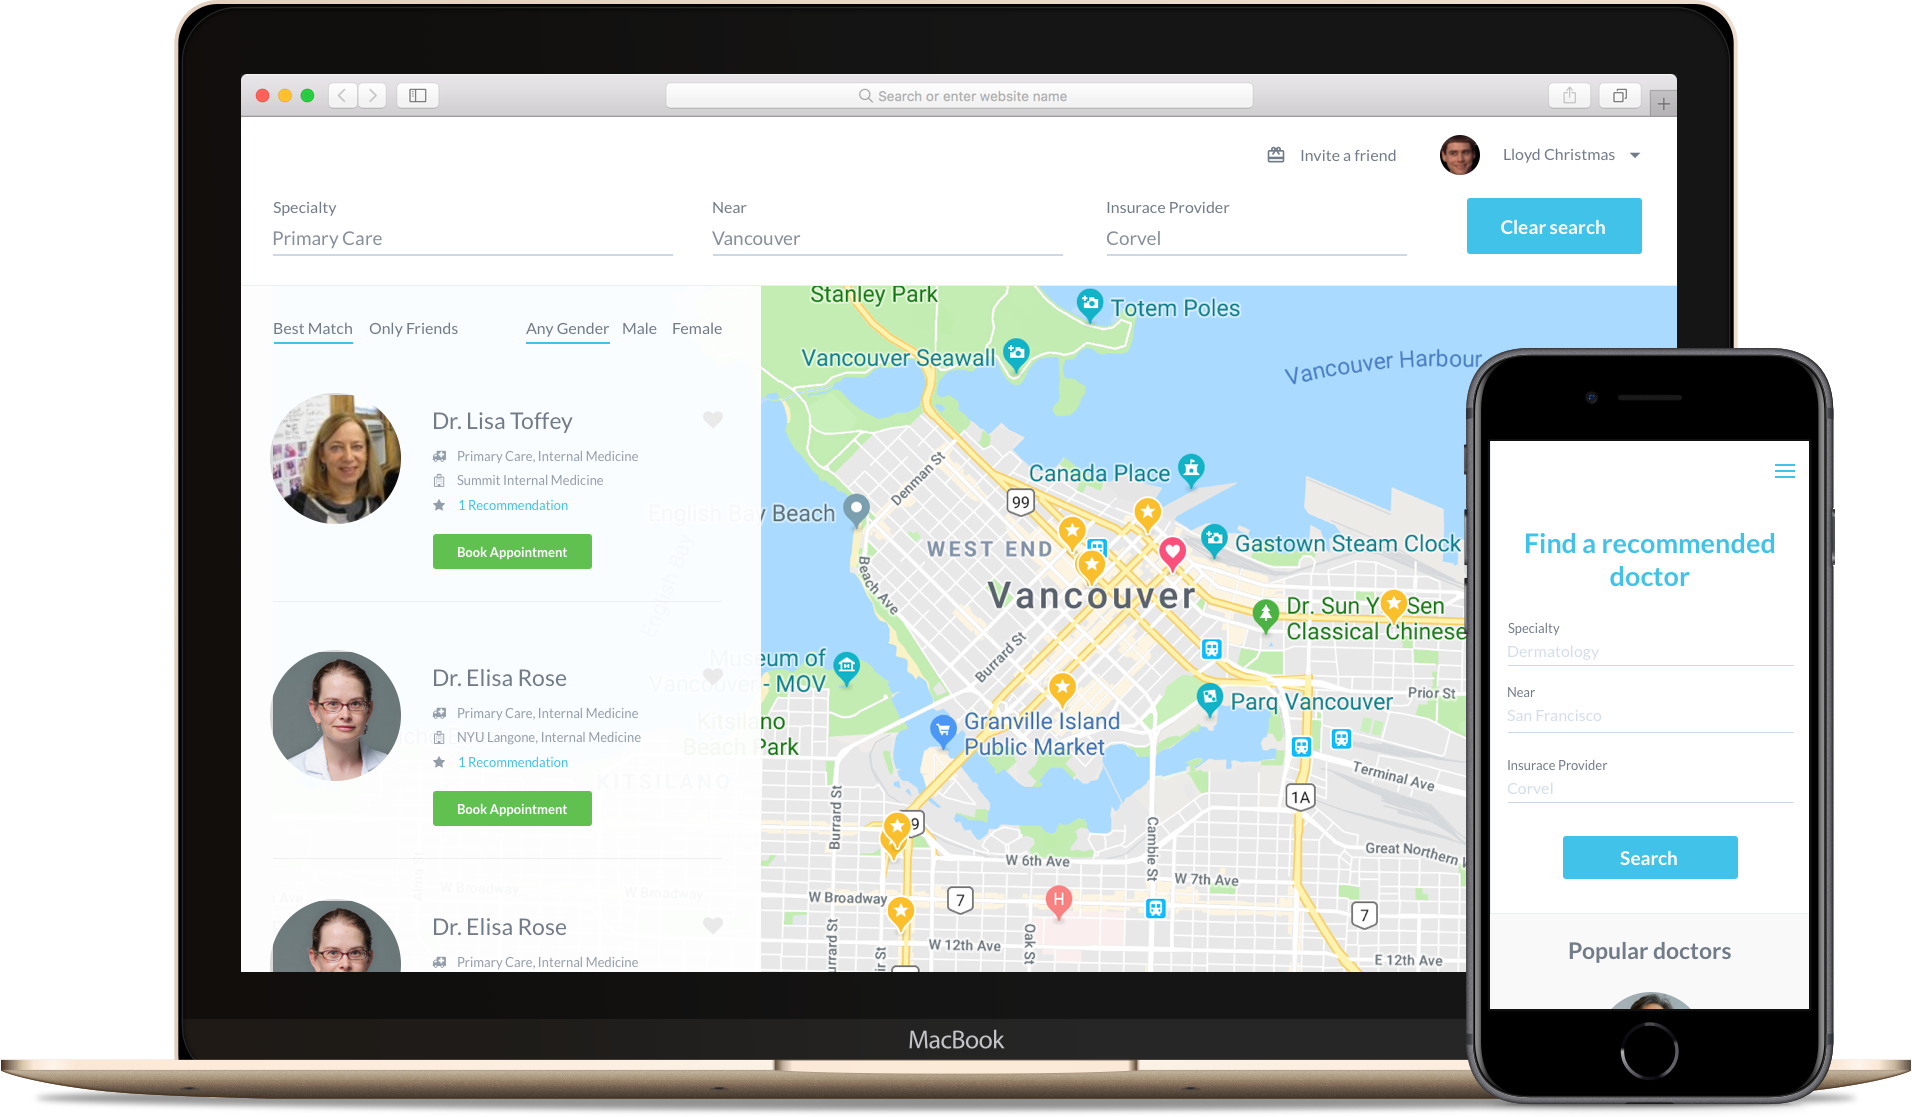 Search or enter website name
Invite a friend
Lloyd Christmas
Specialty
Primary Care
Near
Vancouver
Insurace Provider
Corvel
Clear search
Best Match
Only Friends
Any Gender
Male
Female
Dr. Lisa Toffey
Primary Care, Internal Medicine
Summit Internal Medicine
1 Recommendation
Book Appointment
Dr. Elisa Rose
Primary Care, Internal Medicine
NYU Langone, Internal Medicine
1 Recommendation
Book Appointment
Dr. Elisa Rose
Primary Care, Internal Medicine
Stanley Park
Totem Poles
Vancouver Seawall
Vancouver Harbour
Canada Place
Denman St
99
English Bay Beach
English Bay
WEST END
Gastown Steam Clock
Beach Ave
Vancouver
Dr. Sun Y Sen
Classical Chinese
Burrard St
Museum of
Vancouver - MOV
Prior St
Parq Vancouver
Kitsilano
Beach Park
Granville Island
Public Market
KITSILANO
Terminal Ave
1A
Burrard St
9
Cambie St
Great Northern
W 6th Ave
W 7th Ave
W Broadway
W Broadway
W Broadway
7
H
7
Oak St
W 12th Ave
E 12th Ave
MacBook
Find a recommended
doctor
Specialty
Dermatology
Near
San Francisco
Insurace Provider
Corvel
Search
Popular doctors